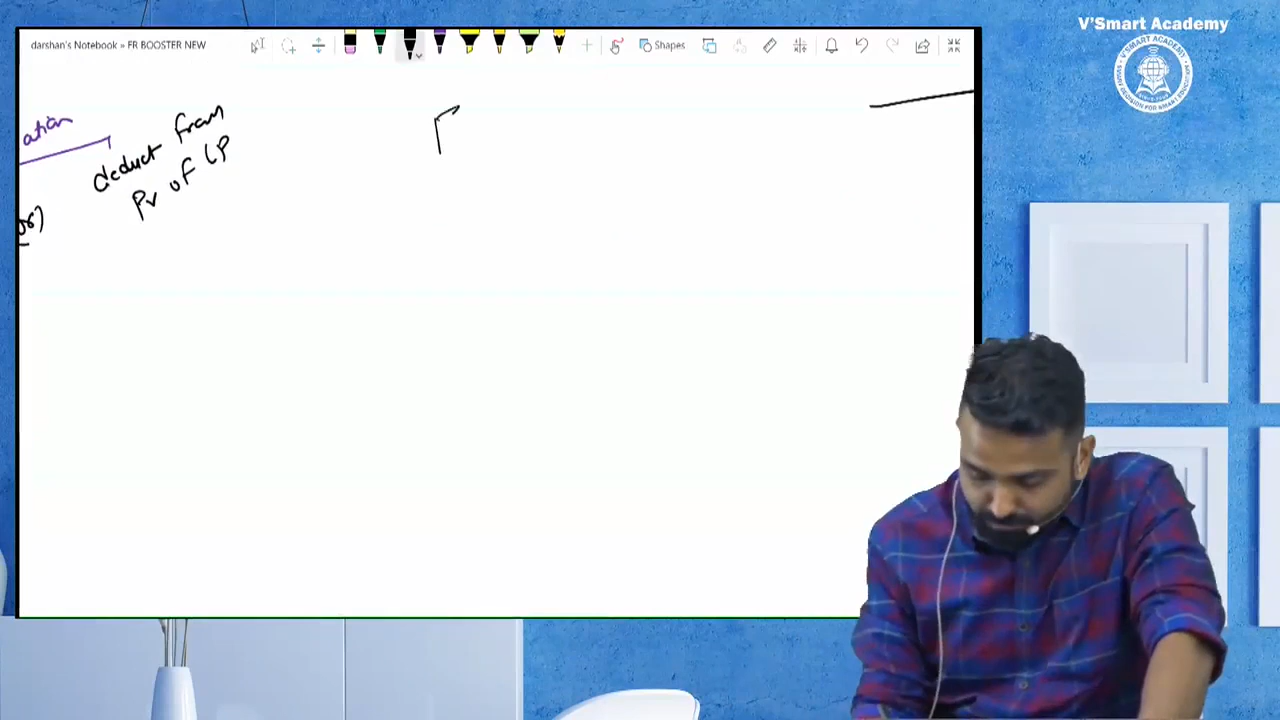 V'Smart Academy
darshan's Notebook » FR BOOSTER NEW
Shapes
ation
deduct from
Pv of LP